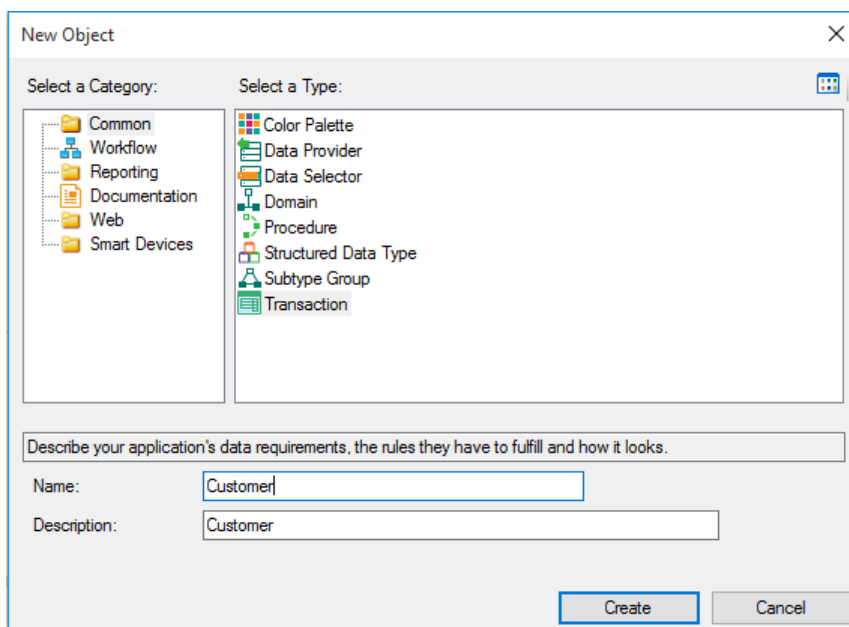 New Object
Select a Category:
Select a Type:
Common
Workflow
Reporting
Documentation
Web
Smart Devices
Color Palette
Data Provider
Data Selector
Domain
Procedure
Structured Data Type
Subtype Group
Transaction
Describe your application's data requirements, the rules they have to fulfill and how it looks.
Name: Customer
Description: Customer
Create Cancel